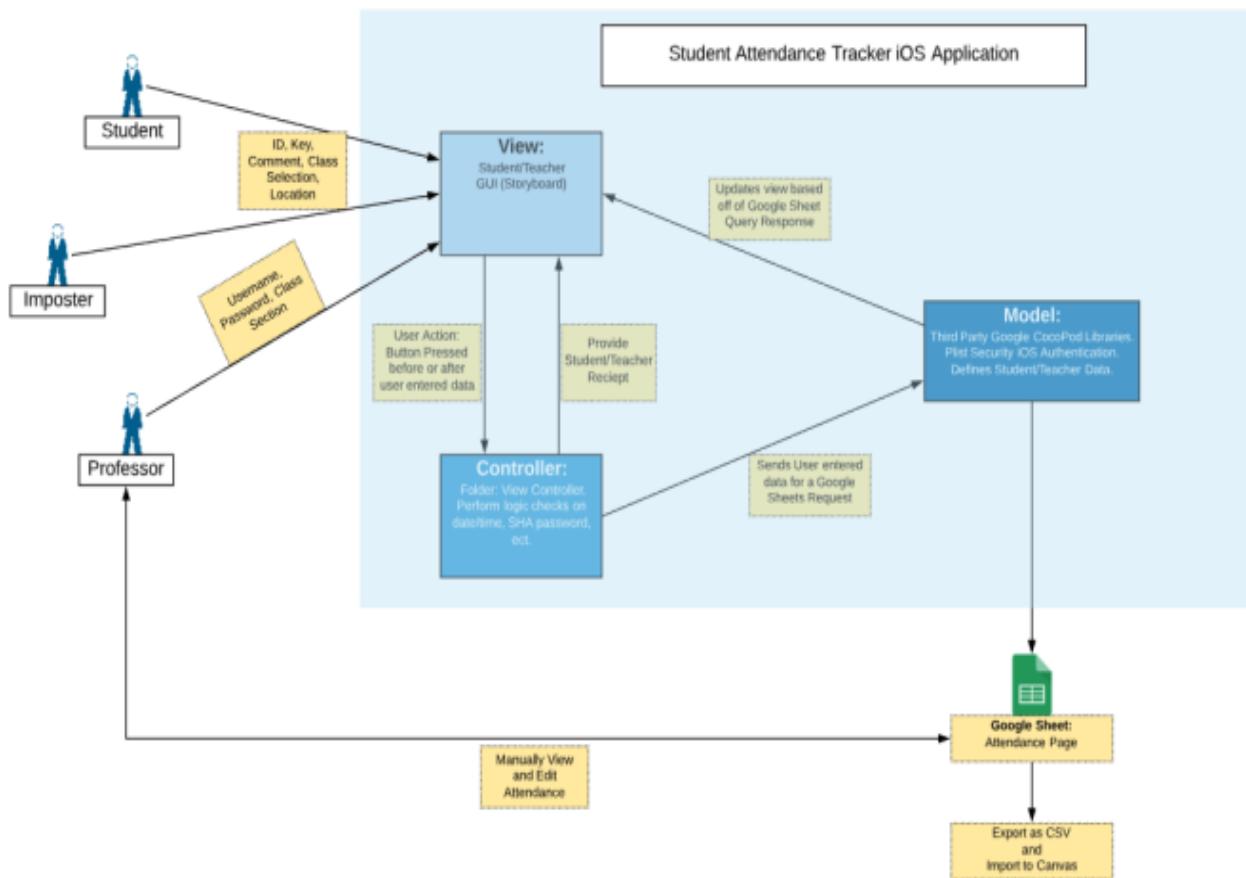 Student Attendance Tracker iOS Application
Student
ID, Key,
Comment, Class
Selection,
Location
View:
Student/Teacher
GUI (Storyboard)
Updates view based
off of Google Sheet
Query Response
Imposter
Username,
Password, Class
Section
User Action:
Button Pressed
before or after
user entered data
Provide
Student/Teacher
Reciept
Model:
Third Party Google CocoPod Libraries.
Plist Security iOS Authentication.
Defines Student/Teacher Data.
Professor
Controller:
Folder: View Controller.
Perform logic checks on
date/time, SHA password,
ect.
Sends User entered
data for a Google
Sheets Request
Google Sheet:
Attendance Page
Manually View
and Edit
Attendance
Export as CSV
and
Import to Canvas